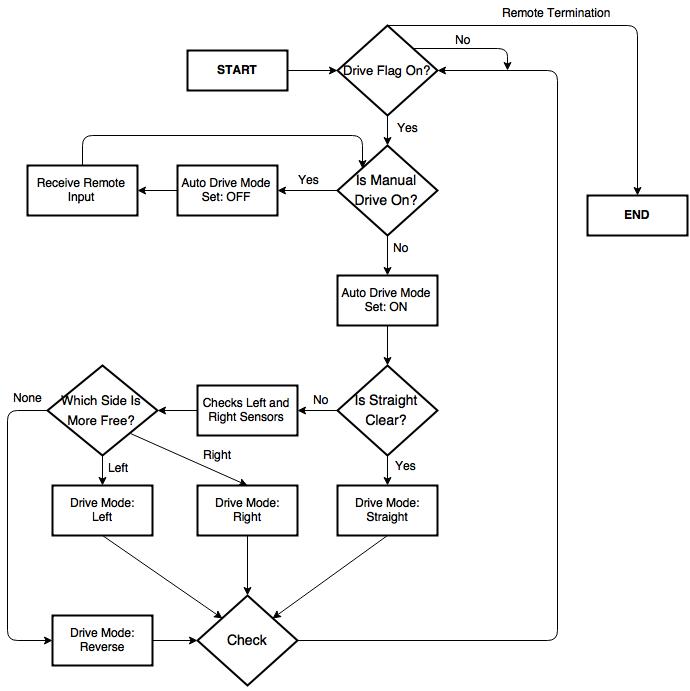 Remote Termination
No
START
Drive Flag On?
Yes
Receive Remote
Input
Auto Drive Mode
Set: OFF
Yes
Is Manual
Drive On?
END
No
Auto Drive Mode
Set: ON
None
Which Side Is
More Free?
Checks Left and
Right Sensors
No
Is Straight
Clear?
Left
Right
Yes
Drive Mode:
Left
Drive Mode:
Right
Drive Mode:
Straight
Drive Mode:
Reverse
Check